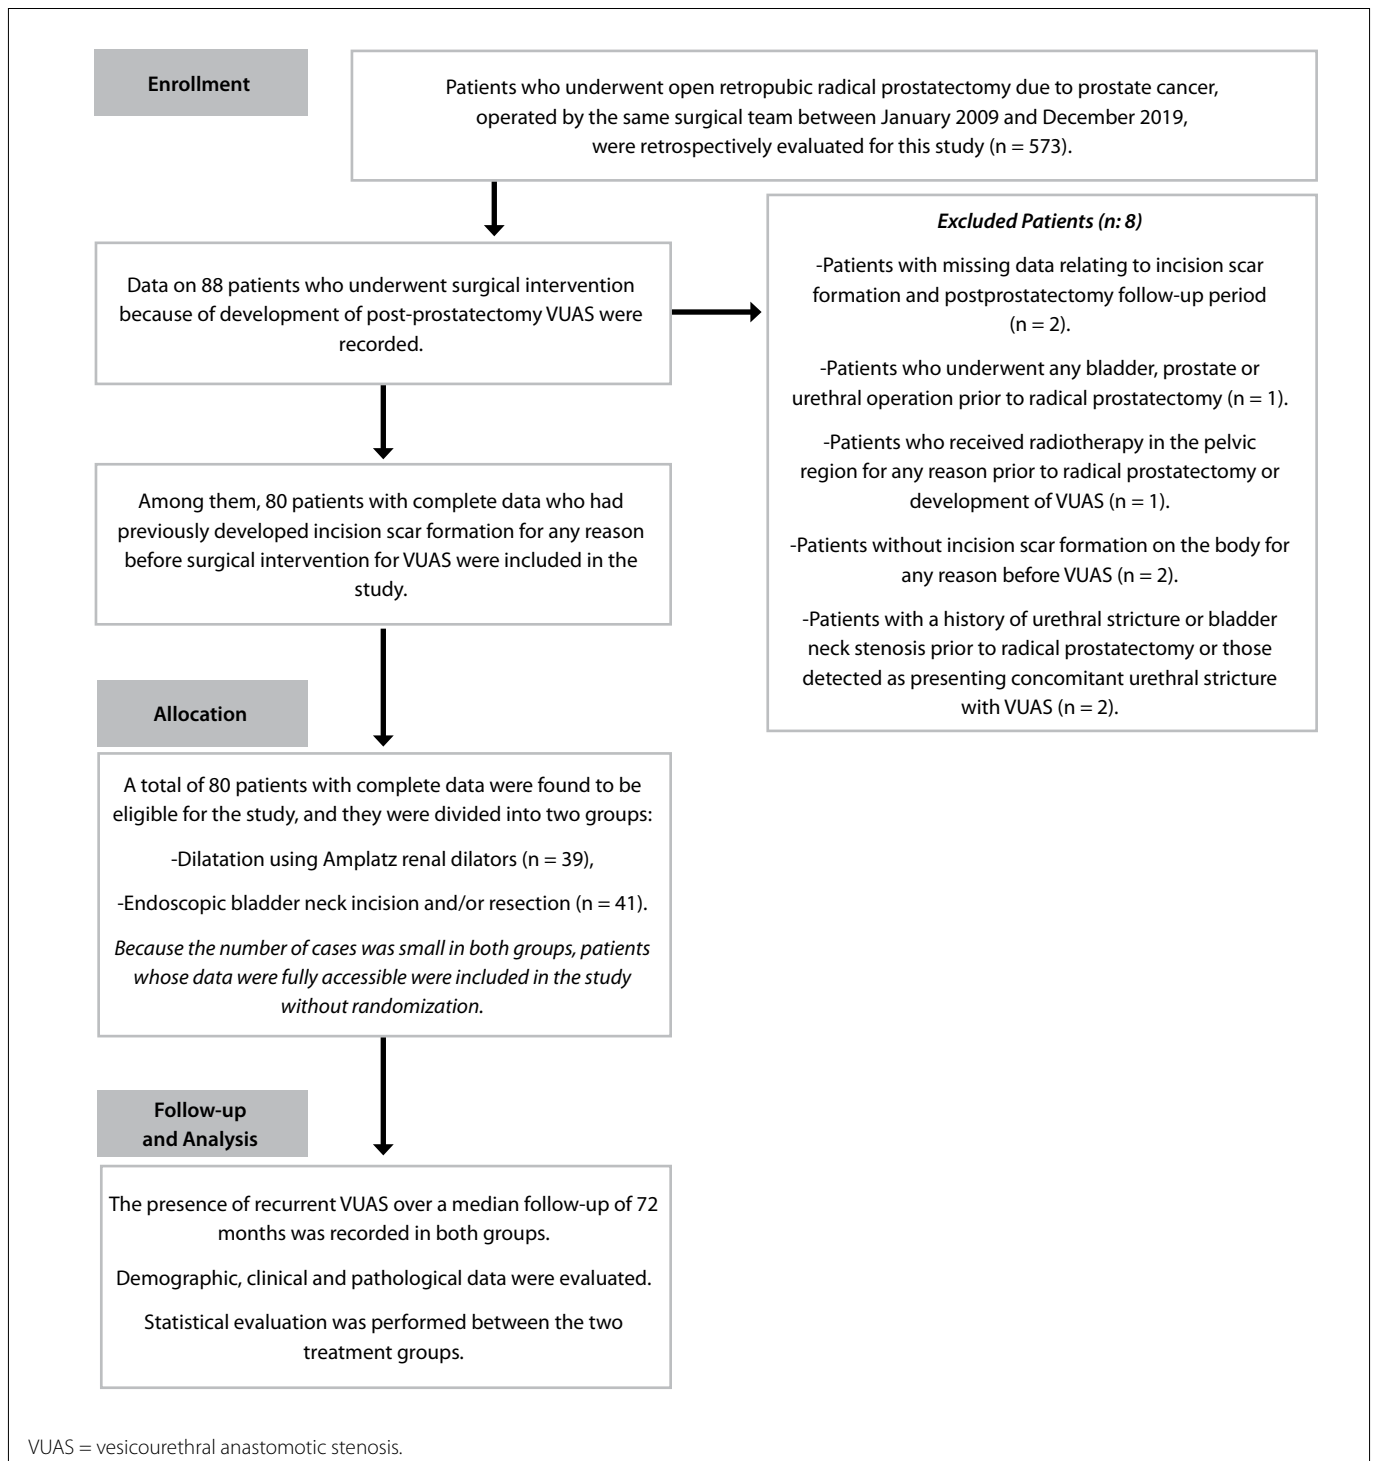 Enrollment
Patients who underwent open retropubic radical prostatectomy due to prostate cancer,
operated by the same surgical team between January 2009 and December 2019,
were retrospectively evaluated for this study (n = 573).
Data on 88 patients who underwent surgical intervention
because of development of post-prostatectomy VUAS were
recorded.
Excluded Patients (n: 8)
-Patients with missing data relating to incision scar
formation and postprostatectomy follow-up period
(n = 2).
-Patients who underwent any bladder, prostate or
urethral operation prior to radical prostatectomy (n = 1).
-Patients who received radiotherapy in the pelvic
region for any reason prior to radical prostatectomy or
development of VUAS (n = 1).
-Patients without incision scar formation on the body for
any reason before VUAS (n = 2).
-Patients with a history of urethral stricture or bladder
neck stenosis prior to radical prostatectomy or those
detected as presenting concomitant urethral stricture
with VUAS (n = 2).
Among them, 80 patients with complete data who had
previously developed incision scar formation for any reason
before surgical intervention for VUAS were included in the
study.
Allocation
A total of 80 patients with complete data were found to be
eligible for the study, and they were divided into two groups:
-Dilatation using Amplatz renal dilators (n = 39),
-Endoscopic bladder neck incision and/or resection (n = 41).
Because the number of cases was small in both groups, patients
whose data were fully accessible were included in the study
without randomization.
Follow-up
and Analysis
The presence of recurrent VUAS over a median follow-up of 72
months was recorded in both groups.
Demographic, clinical and pathological data were evaluated.
Statistical evaluation was performed between the two
treatment groups.
VUAS = vesicourethral anastomotic stenosis.